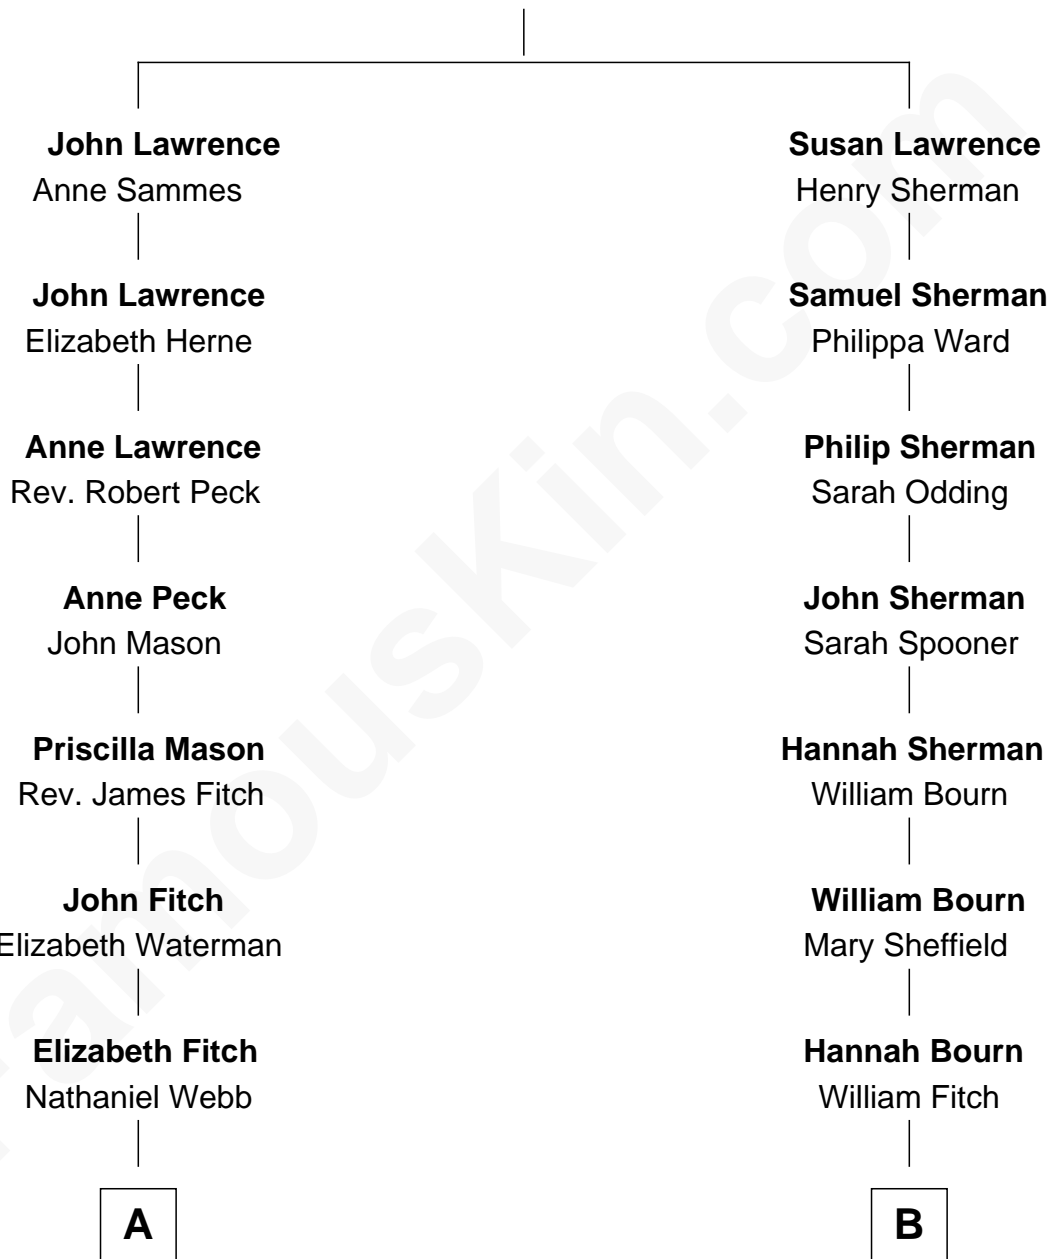 John Lawrence
Anne Sammes
John Lawrence
Elizabeth Herne
Anne Lawrence
Rev. Robert Peck
Anne Peck
John Mason
Priscilla Mason
Rev. James Fitch
John Fitch
Elizabeth Waterman
Elizabeth Fitch
Nathaniel Webb
A
Susan Lawrence
Henry Sherman
Samuel Sherman
Philippa Ward
Philip Sherman
Sarah Odding
John Sherman
Sarah Spooner
Hannah Sherman
William Bourn
William Bourn
Mary Sheffield
Hannah Bourn
William Fitch
B
FamousKin.com